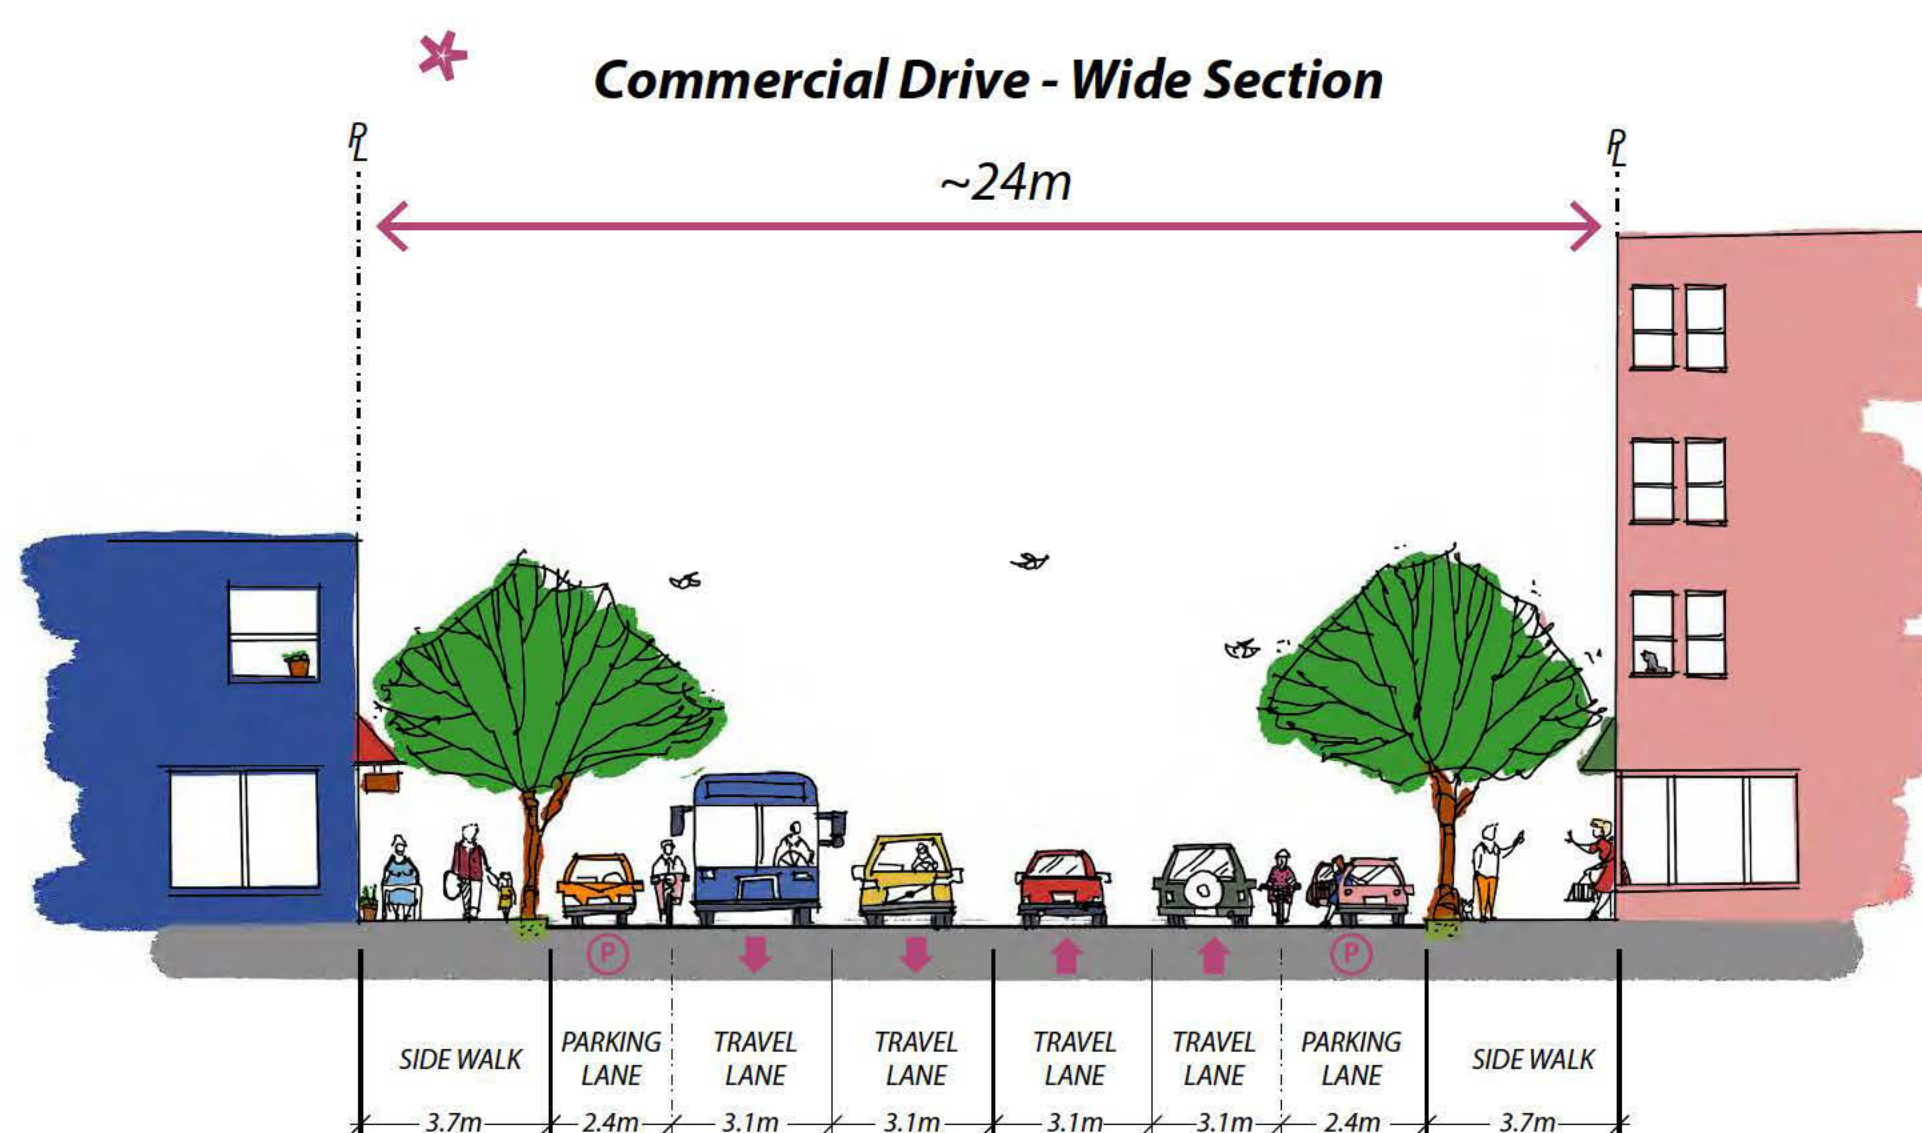 Commercial Drive - Wide Section
PL
PL
~24m
P
P
SIDE WALK
PARKING
LANE
TRAVEL
LANE
TRAVEL
LANE
TRAVEL
LANE
TRAVEL
LANE
PARKING
LANE
SIDE WALK
3.7m
2.4m
3.1m
3.1m
3.1m
3.1m
2.4m
3.7m